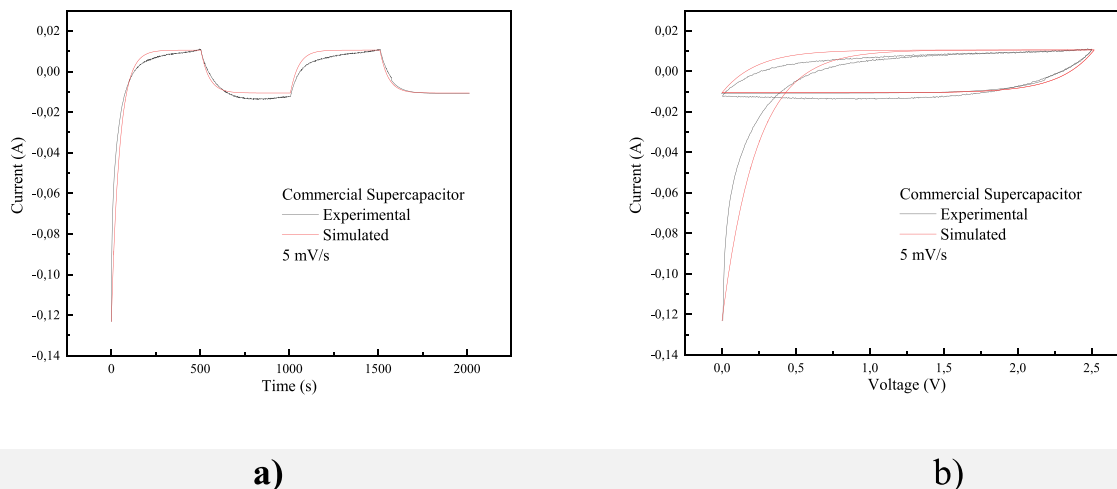 0,02
0,00
-0,02
-0,04
-0,06
-0,08
-0,10
-0,12
-0,14
Current (A)
Commercial Supercapacitor
Experimental
Simulated
5 mV/s
0 500 1000 1500 2000
Time (s)
0,02
0,00
-0,02
-0,04
-0,06
-0,08
-0,10
-0,12
-0,14
Current (A)
Commercial Supercapacitor
Experimental
Simulated
5 mV/s
0,0 0,5 1,0 1,5 2,0 2,5
Voltage (V)
a) b)